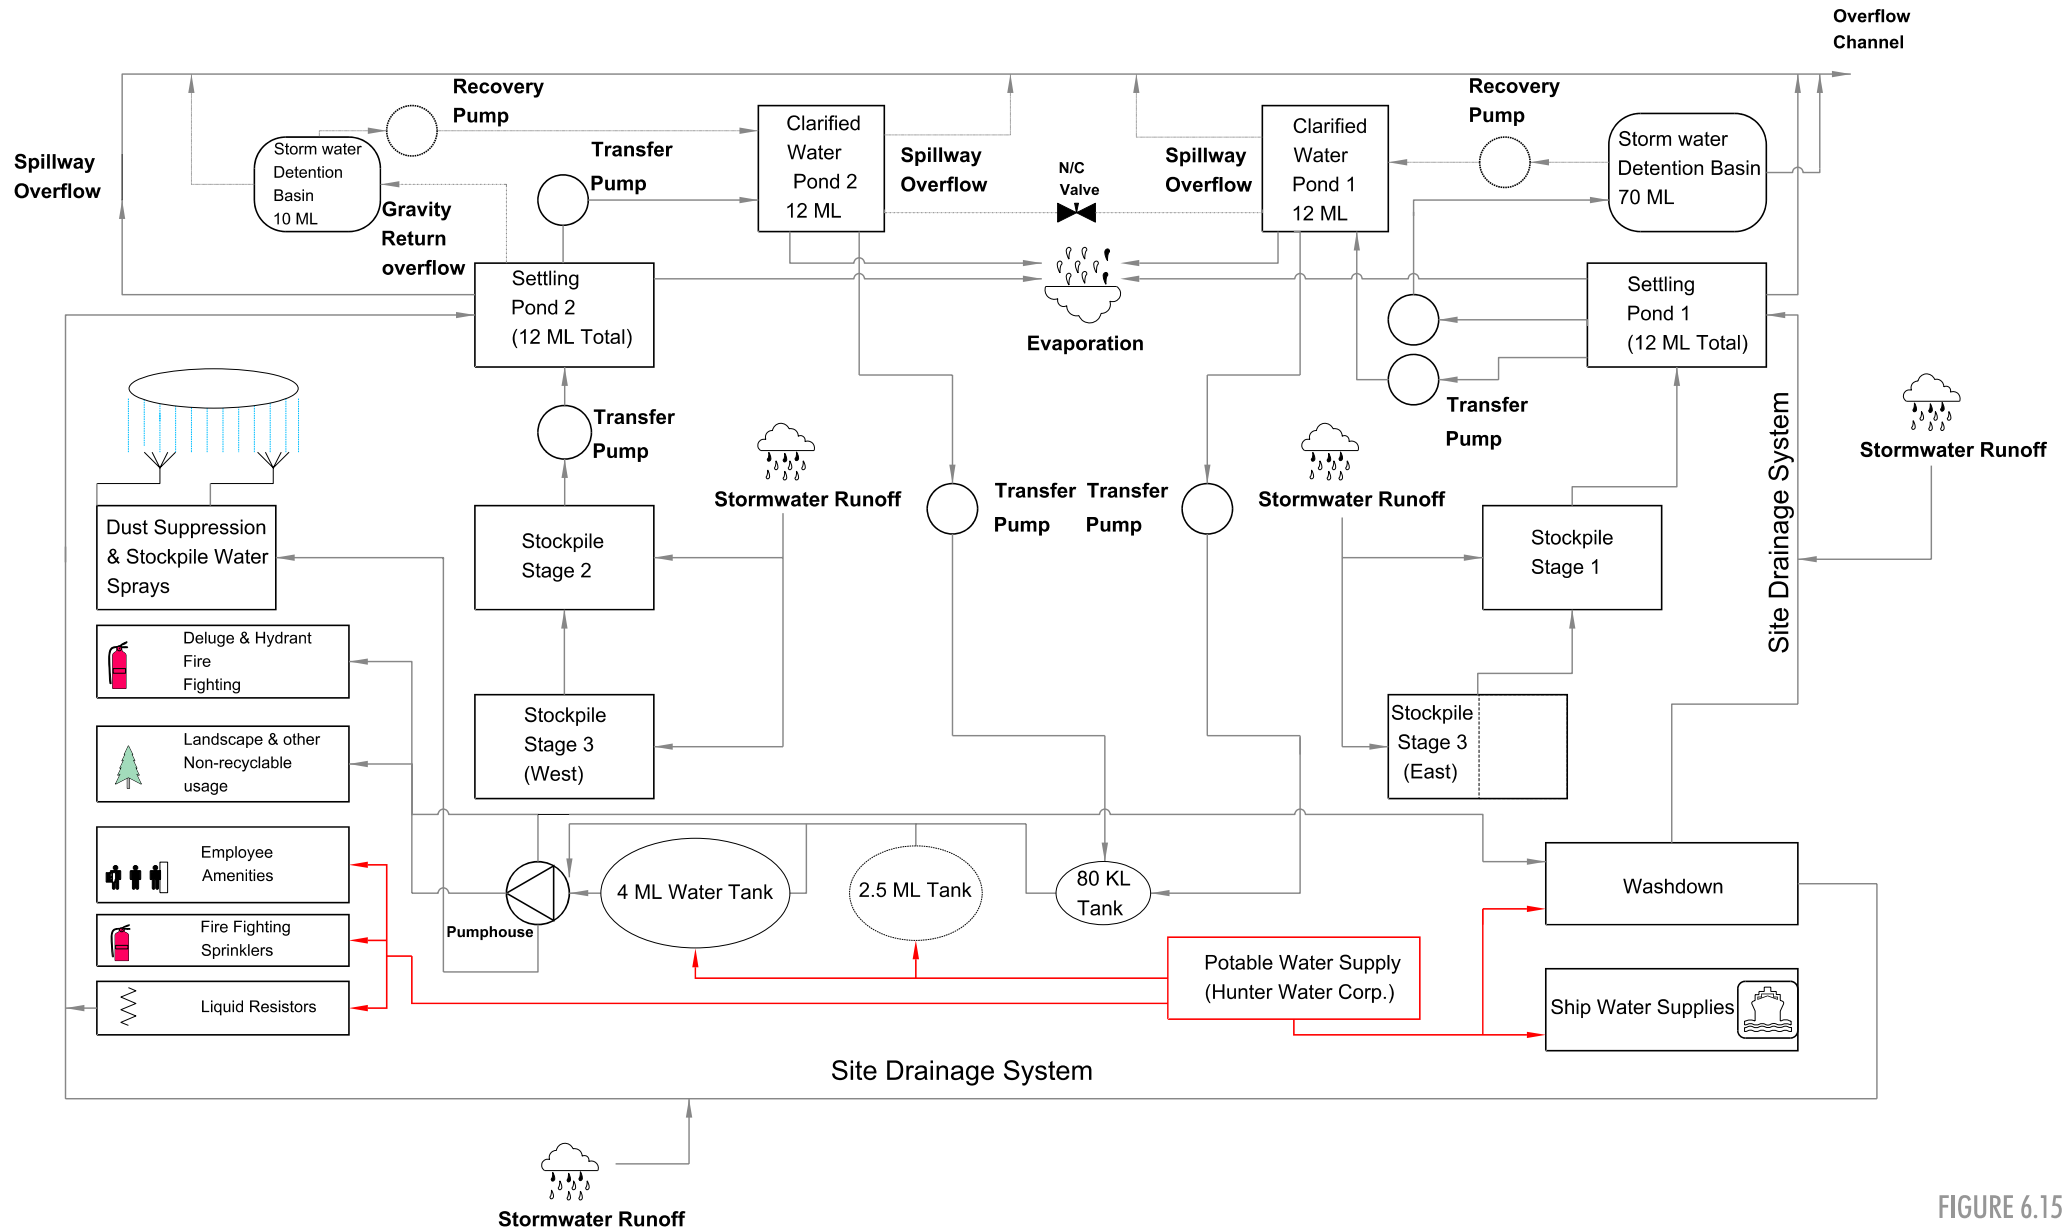 Overflow
Channel
Recovery
Pump
Recovery
Pump
Storm water
Detention
Basin
10 ML
Clarified
Water
Pond 2
12 ML
Clarified
Water
Pond 1
12 ML
Storm water
Detention Basin
70 ML
Spillway
Overflow
Transfer
Pump
Spillway
Overflow
N/C
Valve
Spillway
Overflow
Gravity
Return
overflow
Settling
Pond 2
(12 ML Total)
Evaporation
Settling
Pond 1
(12 ML Total)
Transfer
Pump
Transfer
Pump
Site Drainage System
Stormwater Runoff
Stormwater Runoff
Stormwater Runoff
Transfer
Pump
Transfer
Pump
Dust Suppression
& Stockpile Water
Sprays
Stockpile
Stage 2
Stockpile
Stage 1
Deluge & Hydrant
Fire
Fighting
Stockpile
Stage 3
(West)
Stockpile
Stage 3
(East)
Landscape & other
Non-recyclable
usage
Employee
Amenities
Pumphouse
4 ML Water Tank
2.5 ML Tank
80 KL
Tank
Washdown
Fire Fighting
Sprinklers
Potable Water Supply
(Hunter Water Corp.)
Liquid Resistors
Ship Water Supplies
Site Drainage System
Stormwater Runoff
FIGURE 6.15